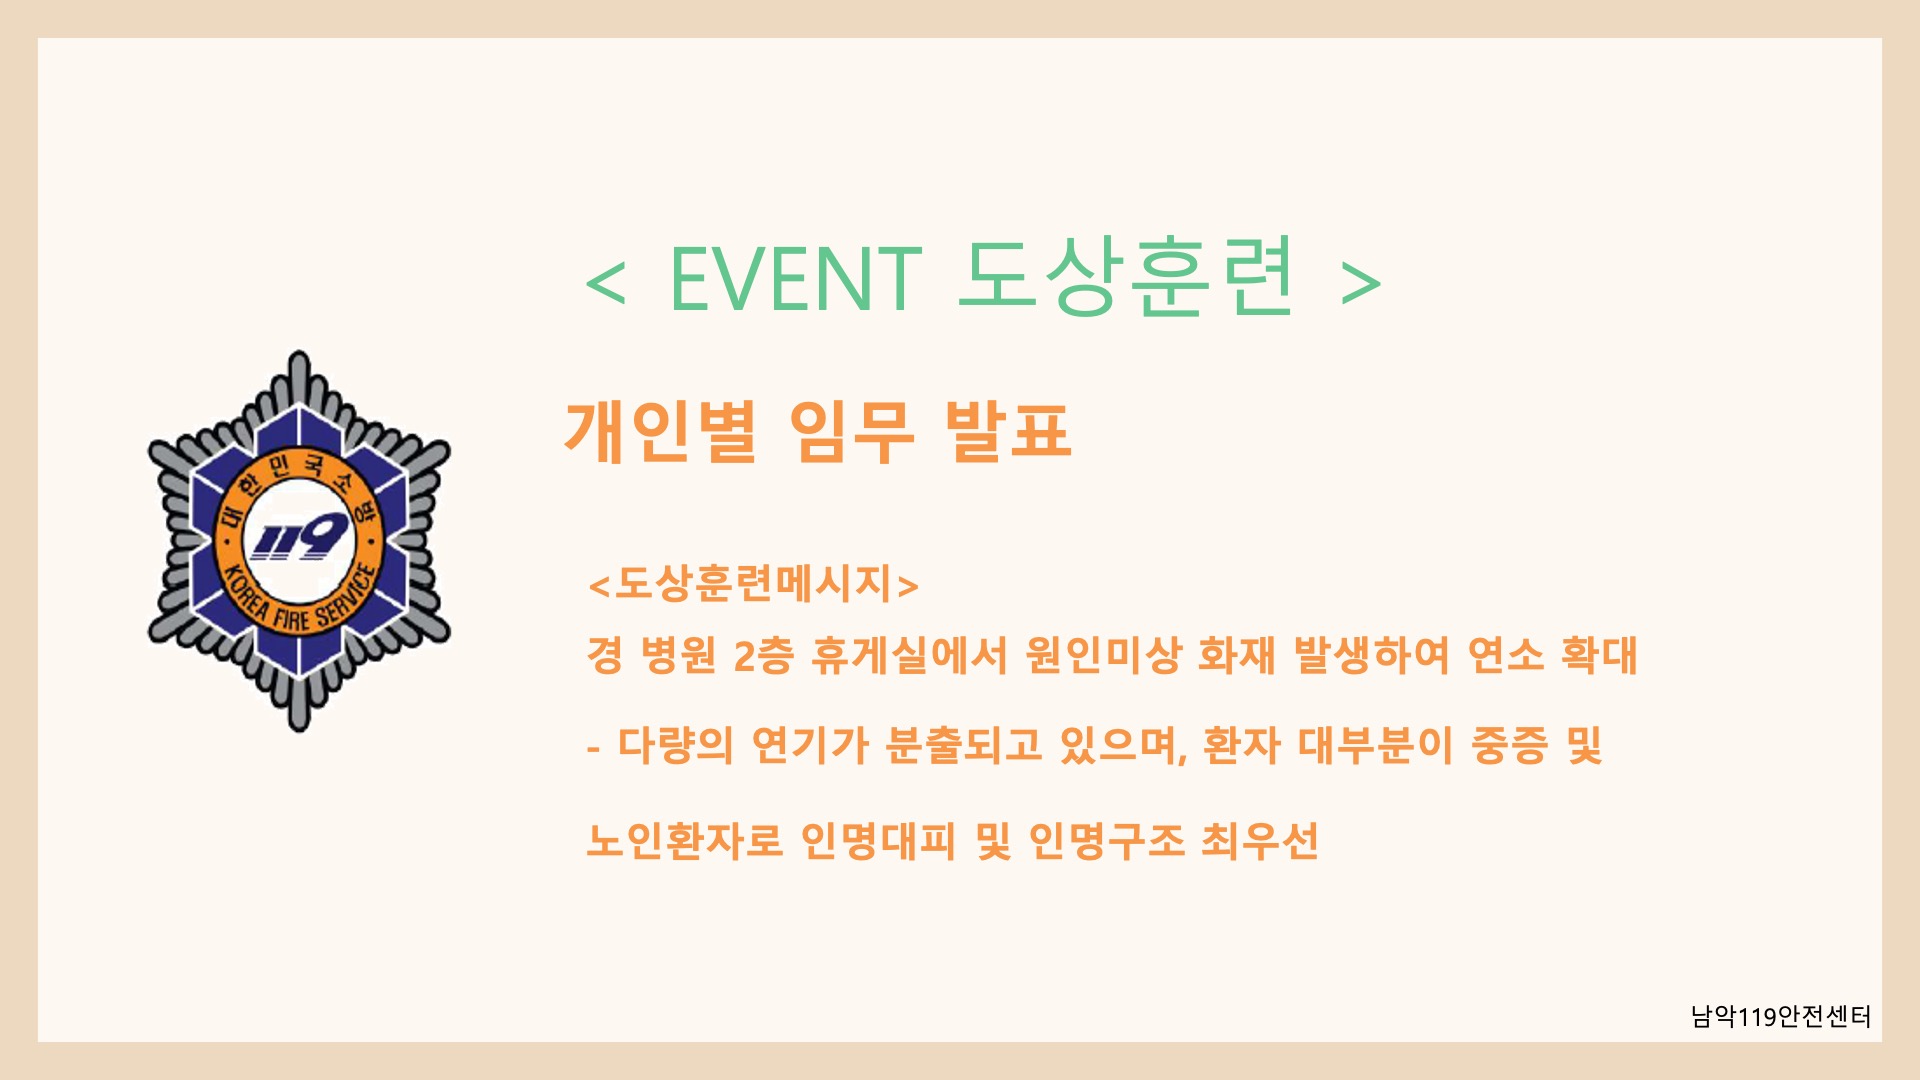 < EVENT 도상훈련 >
개인별 임무 발표
대한민국소방
119
KOREA FIRE SERVICE
<도상훈련메시지>
경 병원 2층 휴게실에서 원인미상 화재 발생하여 연소 확대
- 다량의 연기가 분출되고 있으며, 환자 대부분이 중증 및
노인환자로 인명대피 및 인명구조 최우선
남악119안전센터